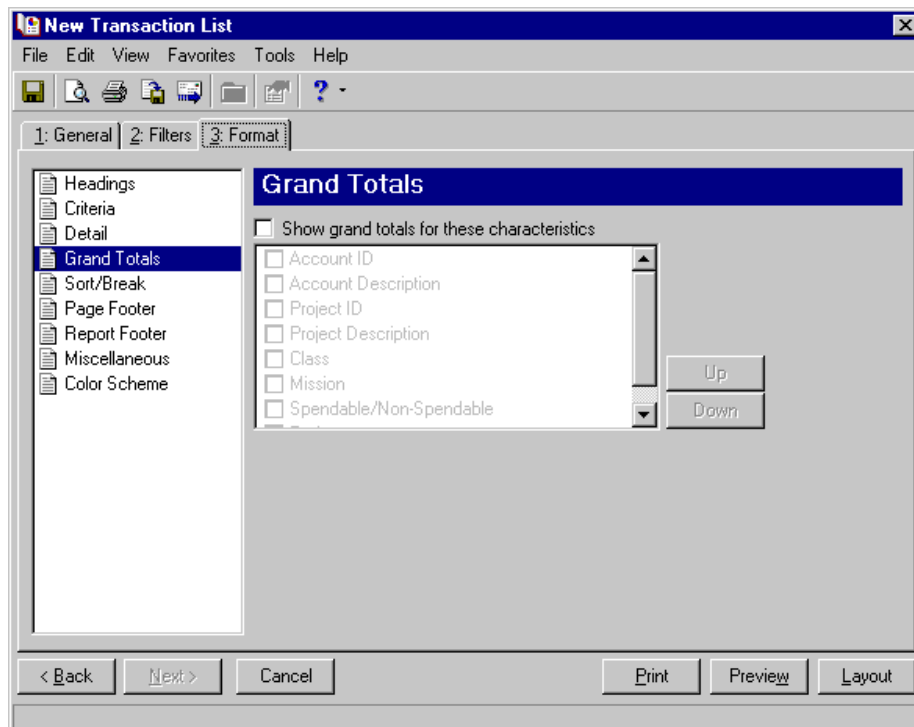 New Transaction List
File Edit View Favorites Tools Help
?
1: General 2: Filters 3: Format
Headings
Criteria
Detail
Grand Totals
Sort/Break
Page Footer
Report Footer
Miscellaneous
Color Scheme
Grand Totals
Show grand totals for these characteristics
Account ID
Account Description
Project ID
Project Description
Class
Mission
Spendable/Non-Spendable
Up
Down
< Back Next > Cancel Print Preview Layout